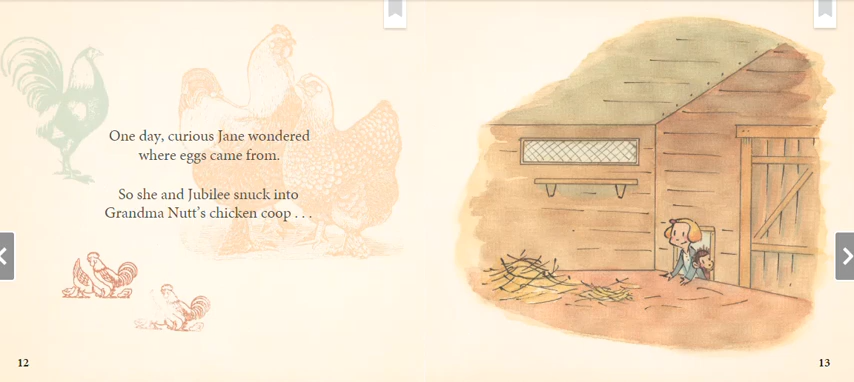 One day, curious Jane wondered
where eggs came from.
So she and Jubilee snuck into
Grandma Nutt's chicken coop . . .
12
13